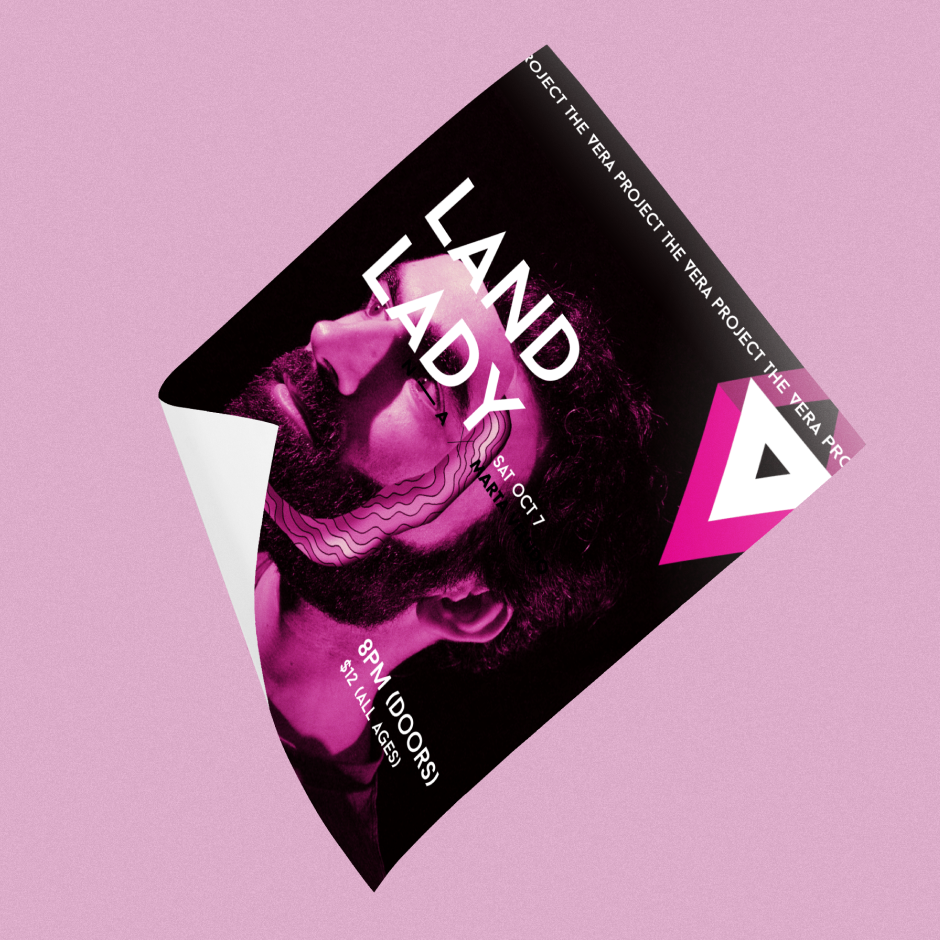 ROJECT THE VERA PROJECT THE VERA PROJECT THE VERA PRO
LAND
LADY
SAT OCT 7
8PM (DOORS)
$12 (ALL AGES)